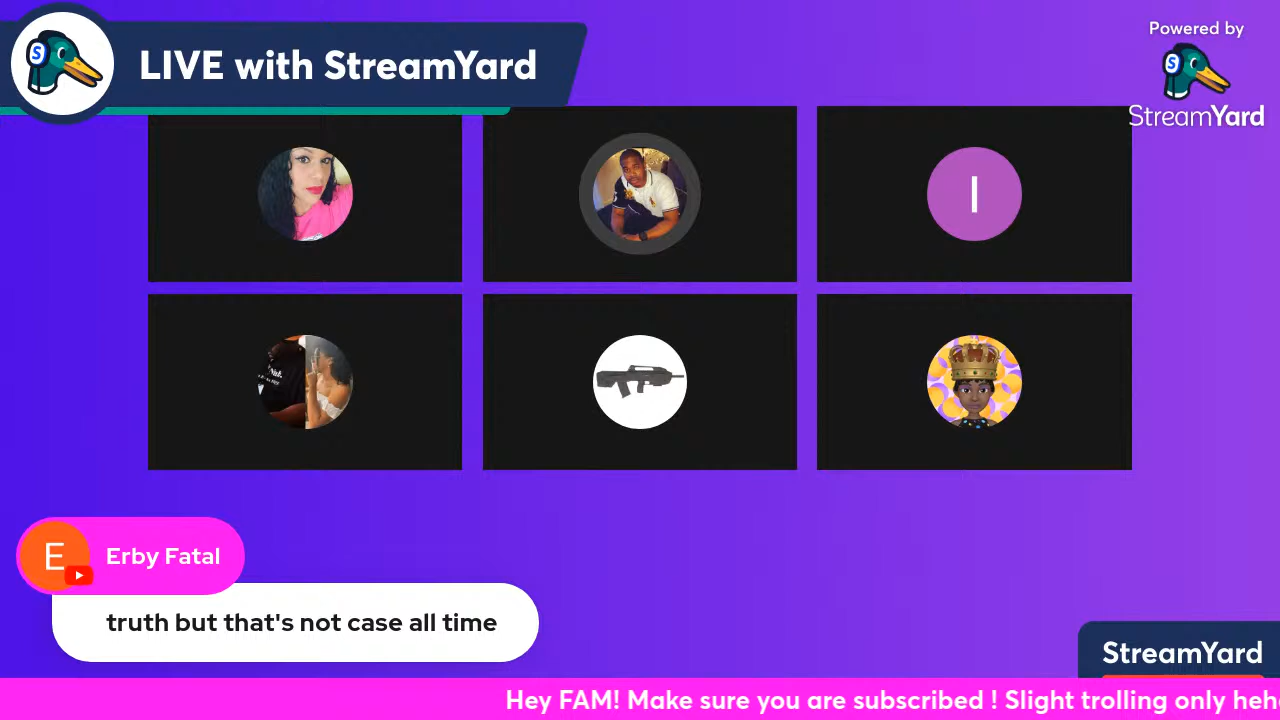 LIVE with StreamYard
Powered by
StreamYard
I
E
Erby Fatal
truth but that's not case all time
StreamYard
Hey FAM! Make sure you are subscribed ! Slight trolling only heh